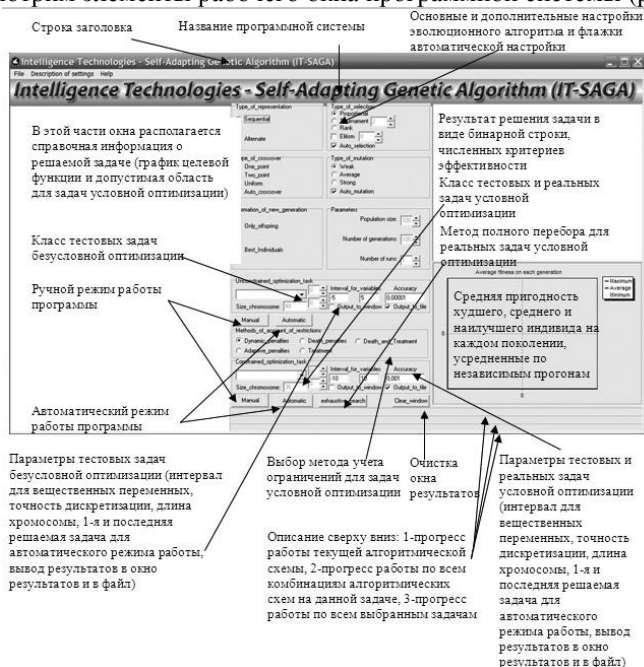 отрим элементы рабочего окна программной системы (р
Строка заголовка
Название программной системы
Основные и дополнительные настройки
эволюционного алгоритма и флажки
автоматической настройки
Intelligence Technologies - Self-Adapting Genetic Algorithm (IT-SAGA)
File Description of settings Help
Intelligence Technologies - Self-Adapting Genetic Algorithm (IT-SAGA)
В этой части окна располагается
справочная информация о
решаемой задаче (график целевой
функции и допустимая область
для задач условной оптимизации)
Класс тестовых задач
безусловной оптимизации
Ручной режим работы
программы
Автоматический режим
работы программы
Type_of_representation
Sequential
Alternate
Type_of_selection
Proportional
Rank
Elitism
Auto_selection
One_point
Two_point
Uniform
Auto_crossover
Type_of_mutation
Weak
Average
Strong
Auto_mutation
Only_offspring
Best_Individuals
Parameters
Population size:
Number of generations:
Number of runs:
Unconstrained_optimization_task
Interval_for_variables Accuracy
-5 5 0.00001
Size_chromosome: Output_to_window Output_to_file
Manual Automatic
Methods_of_account_of_restrictions
Dynamic_penalties Death_penalties Death_and_Treatment
Adaptive_penalties Treatment
Constrained_optimization_task
Interval_for_variables Accuracy
-10 10 0.001
Size_chromosome: Output_to_window Output_to_file
Manual Automatic exhaustive_search Clear_window
Результат решения задачи в
виде бинарной строки,
численных критериев
эффективности
Класс тестовых и реальных
задач условной
оптимизации
Метод полного перебора для
реальных задач условной
оптимизации
Average fitness on each generation
Maximum
Average
Minimum
Средняя пригодность
худшего, среднего и
наилучшего индивида на
каждом поколении,
усредненные по
независимым прогонам
0
0
Параметры тестовых задач
безусловной оптимизации (интервал
для вещественных переменных,
точность дискретизации, длина
хромосомы, 1-я и последняя
решаемая задача для
автоматического режима работы,
вывод результатов в окно
результатов и в файл)
Выбор метода учета
ограничений для задач
условной оптимизации
Очистка
окна
результатов
Описание сверху вниз: 1-прогресс
работы текущей алгоритмической
схемы, 2-прогресс работы по всем
комбинациям алгоритмических
схем на данной задаче, 3-прогресс
работы по всем выбранным задачам
Параметры тестовых и
реальных задач
условной оптимизации
(интервал для
вещественных
переменных, точность
дискретизации, длина
хромосомы, 1-я и
последняя решаемая
задача для
автоматического
режима работы, вывод
результатов в окно
результатов и в файл)